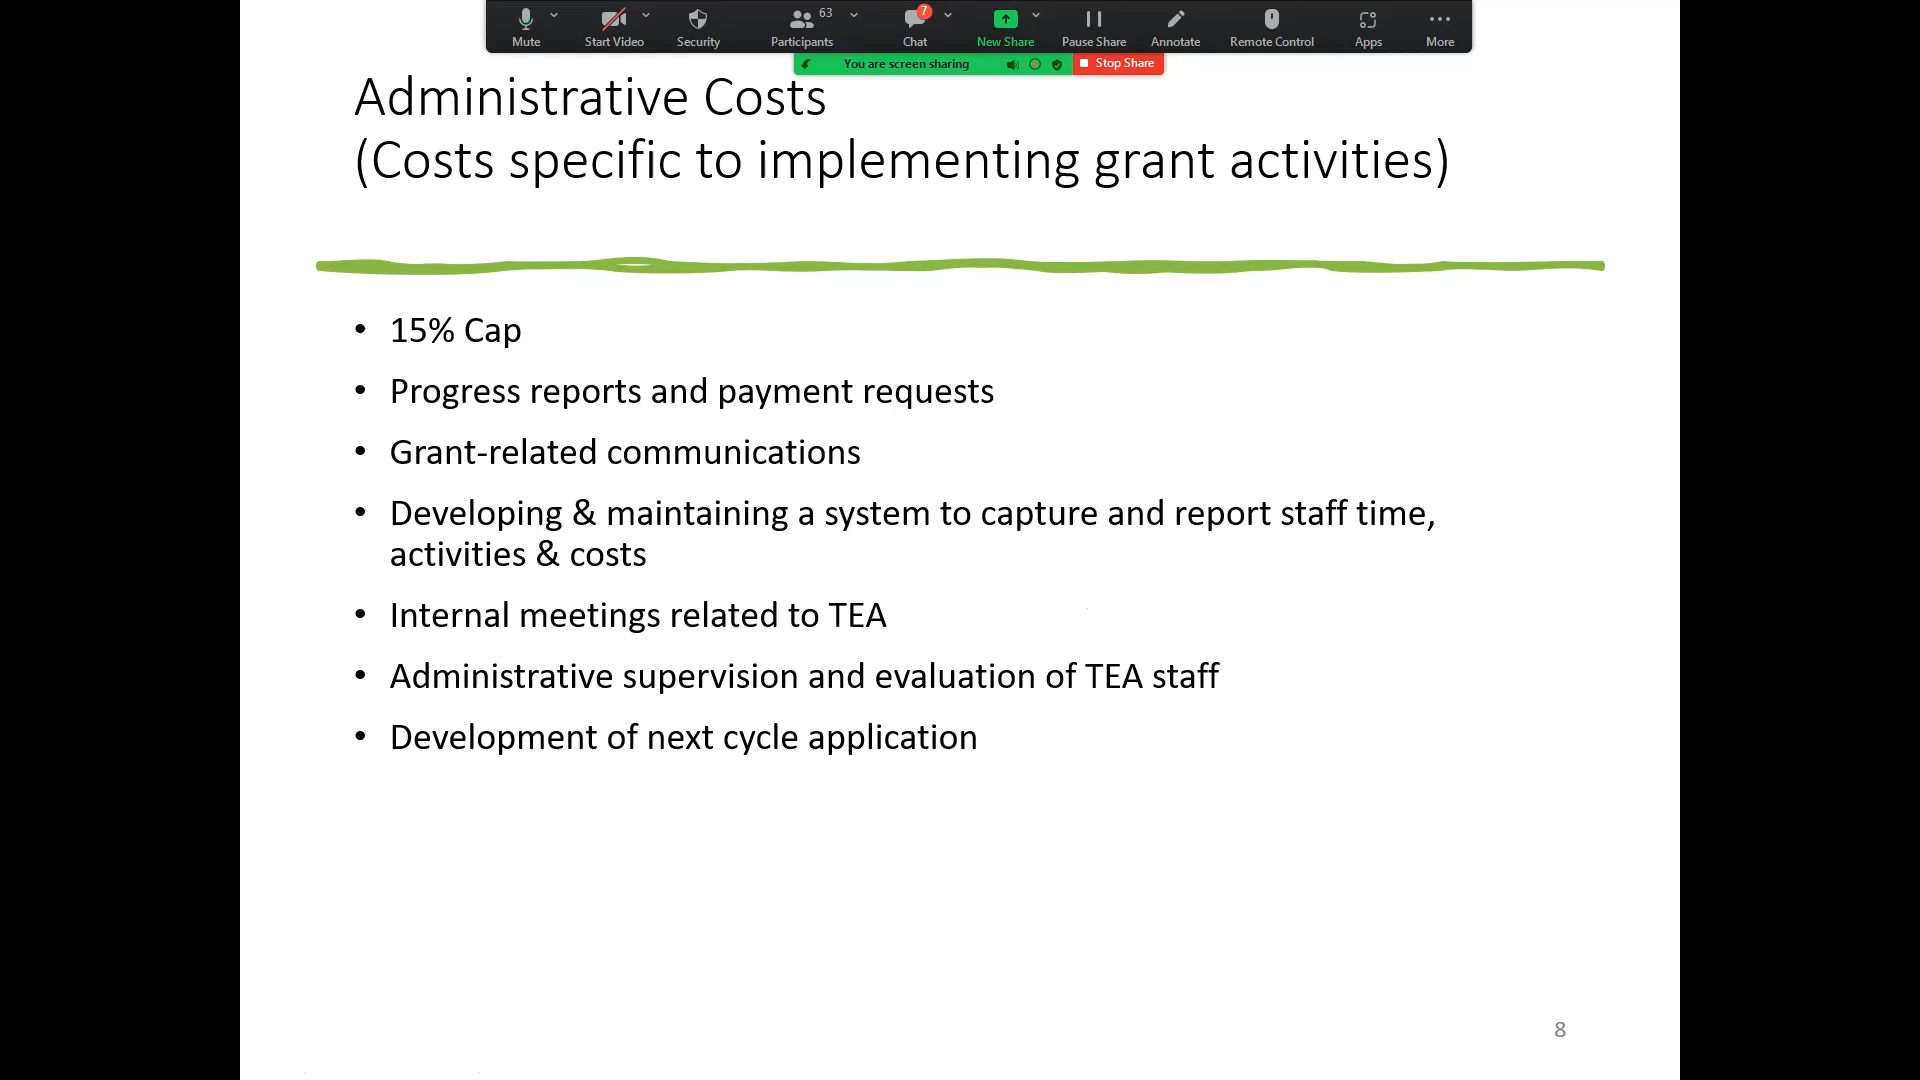 Mute
Start Video
Security
63
Participants
7
Chat
New Share
Pause Share
Annotate
Remote Control
Apps
More
You are screen sharing
Stop Share
Administrative Costs
(Costs specific to implementing grant activities)
• 15% Cap
• Progress reports and payment requests
• Grant-related communications
• Developing & maintaining a system to capture and report staff time,
activities & costs
• Internal meetings related to TEA
• Administrative supervision and evaluation of TEA staff
• Development of next cycle application
8